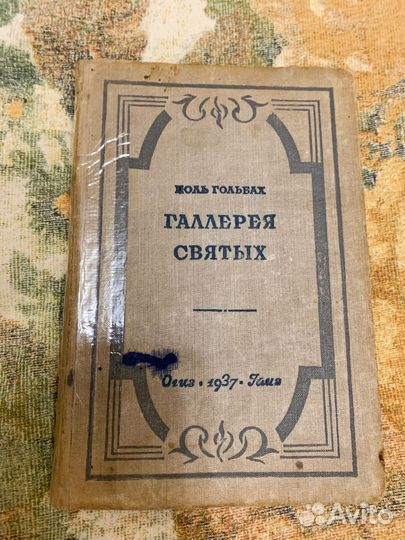 ПОЛЬ ГОЛЬБАХ
ГАЛЛЕРЕЯ
СВЯТЫХ
Огиз • 1937 • Гаиз
Avito